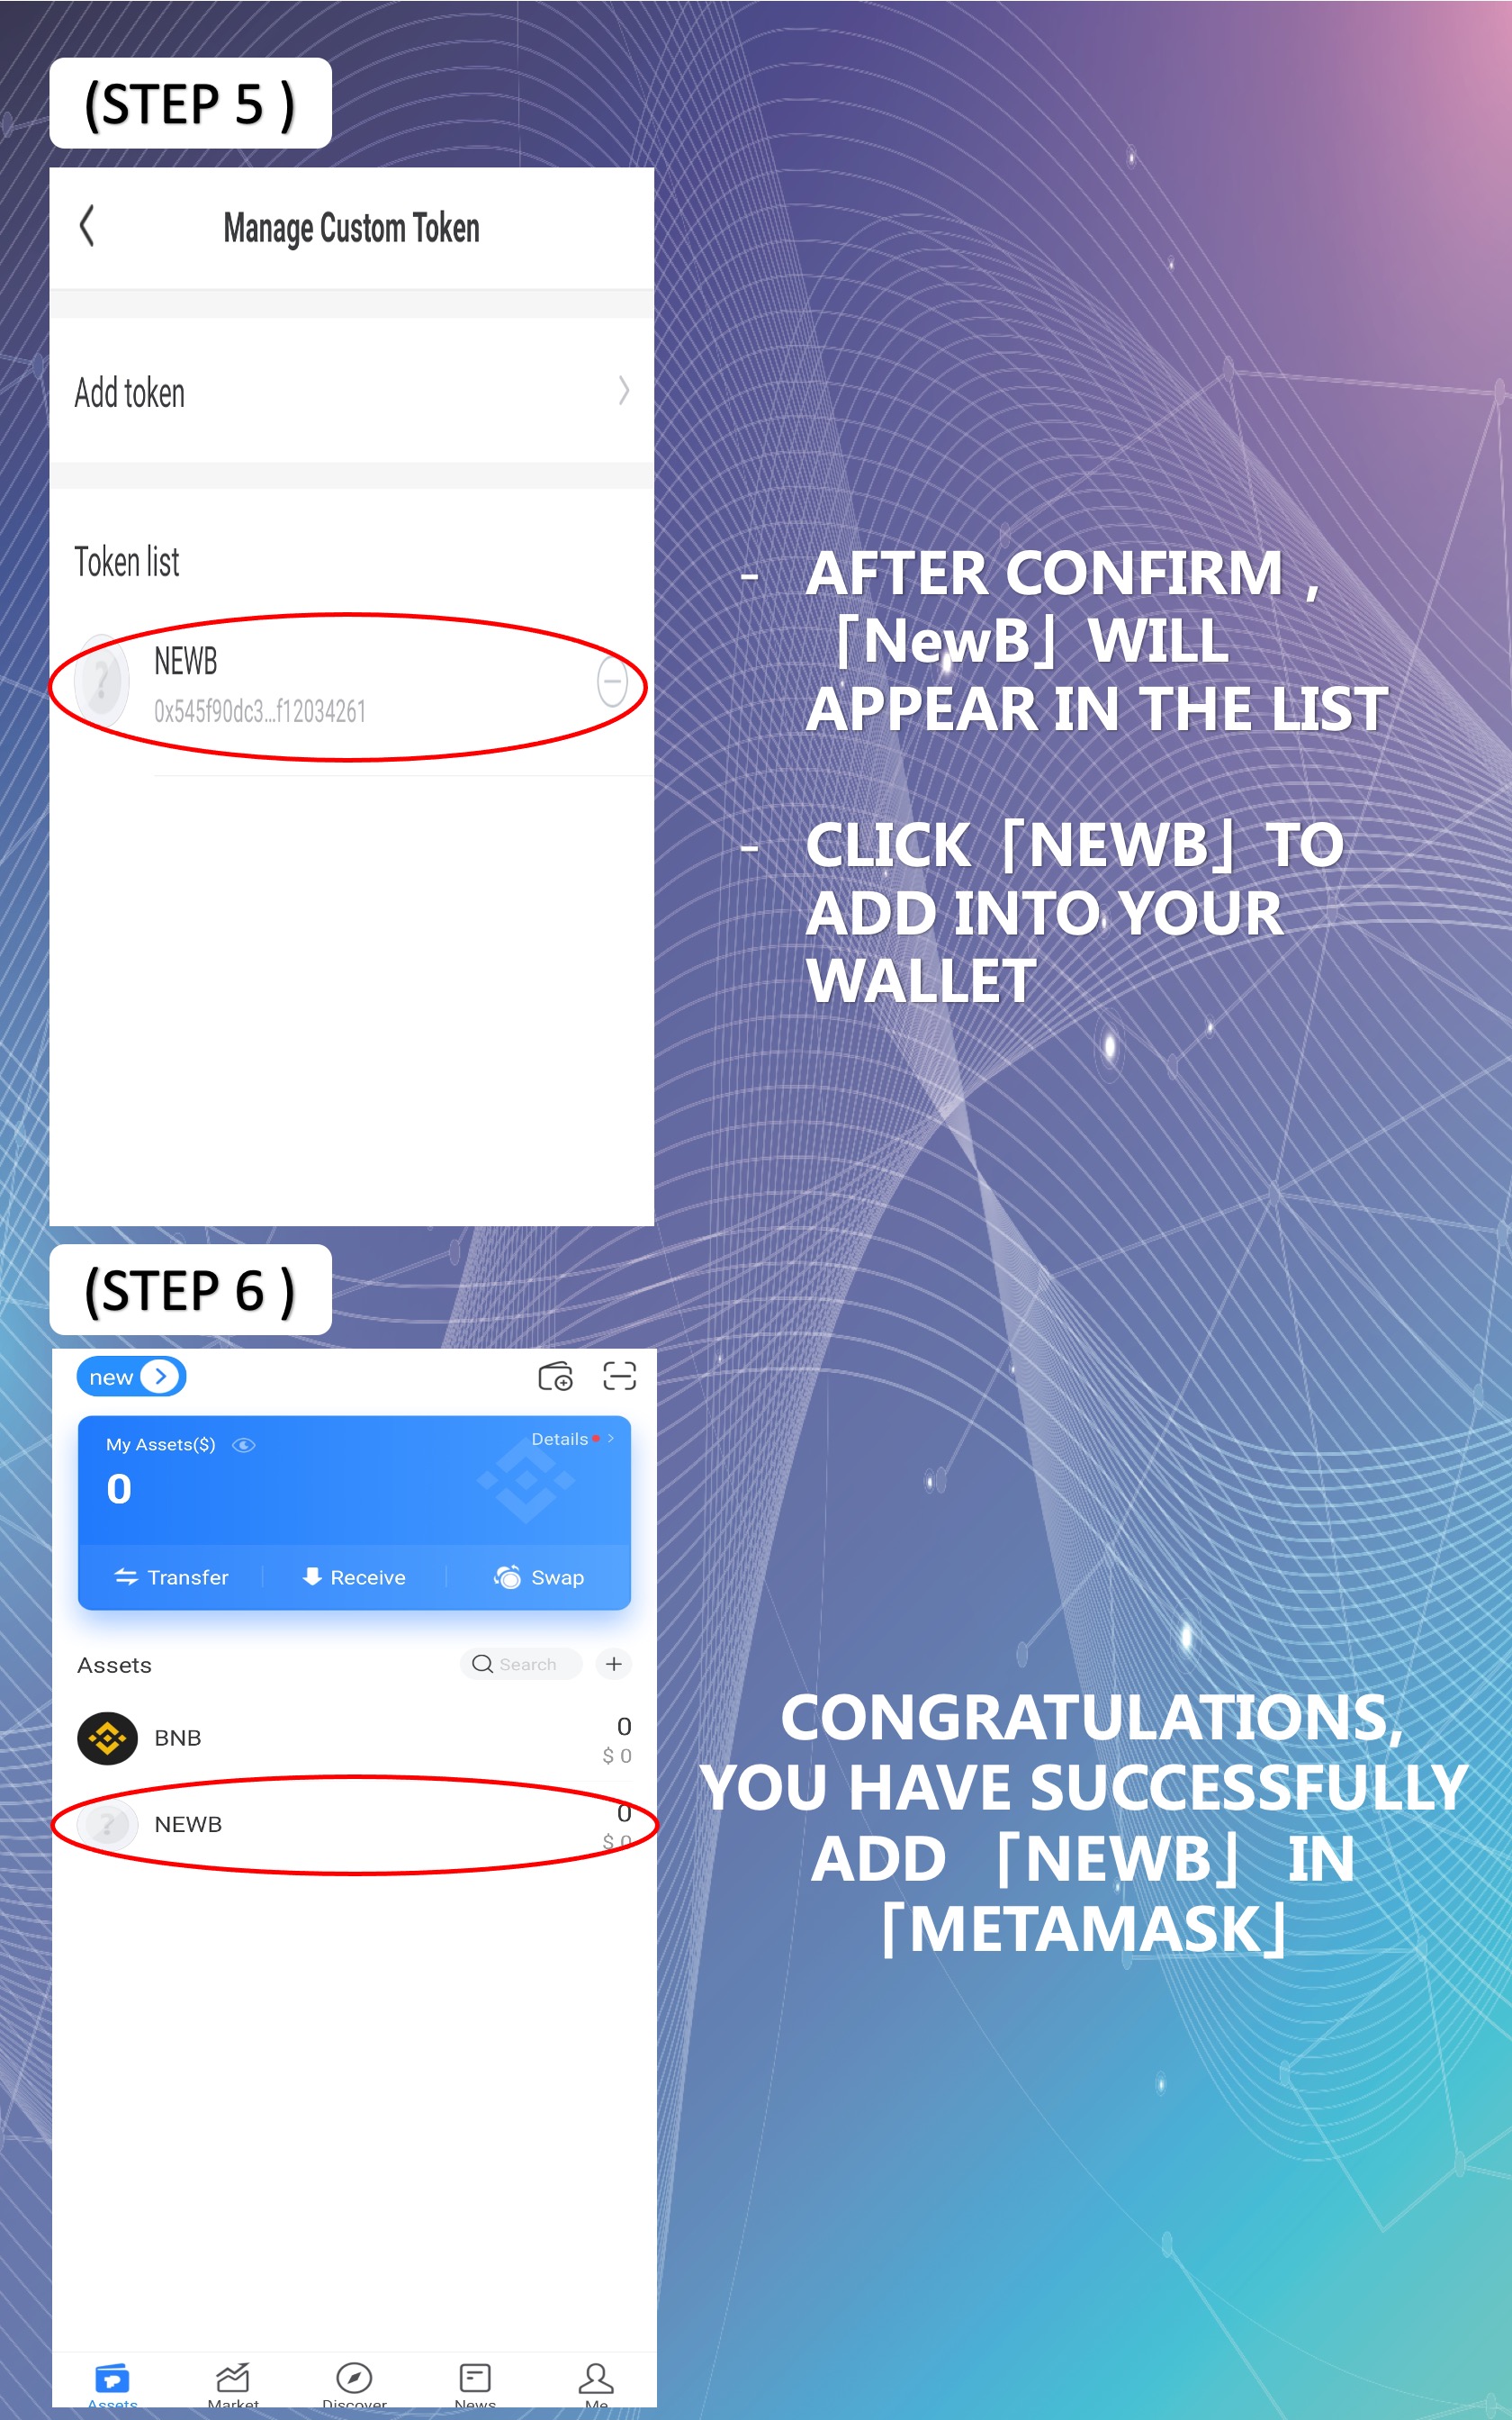 (STEP 5 )
Manage Custom Token
Add token
Token list
NEWB
0x545f90dc3...f12034261
- AFTER CONFIRM ,
「NewB」WILL
APPEAR IN THE LIST
- CLICK「NEWB」TO
ADD INTO YOUR
WALLET
(STEP 6 )
new
My Assets($)
Details
0
Transfer
Receive
Swap
Assets
Search
BNB
0
$ 0
NEWB
0
$ 0
CONGRATULATIONS,
YOU HAVE SUCCESSFULLY
ADD 「NEWB」 IN
「METAMASK」
Assets
Market
Discover
News
Me